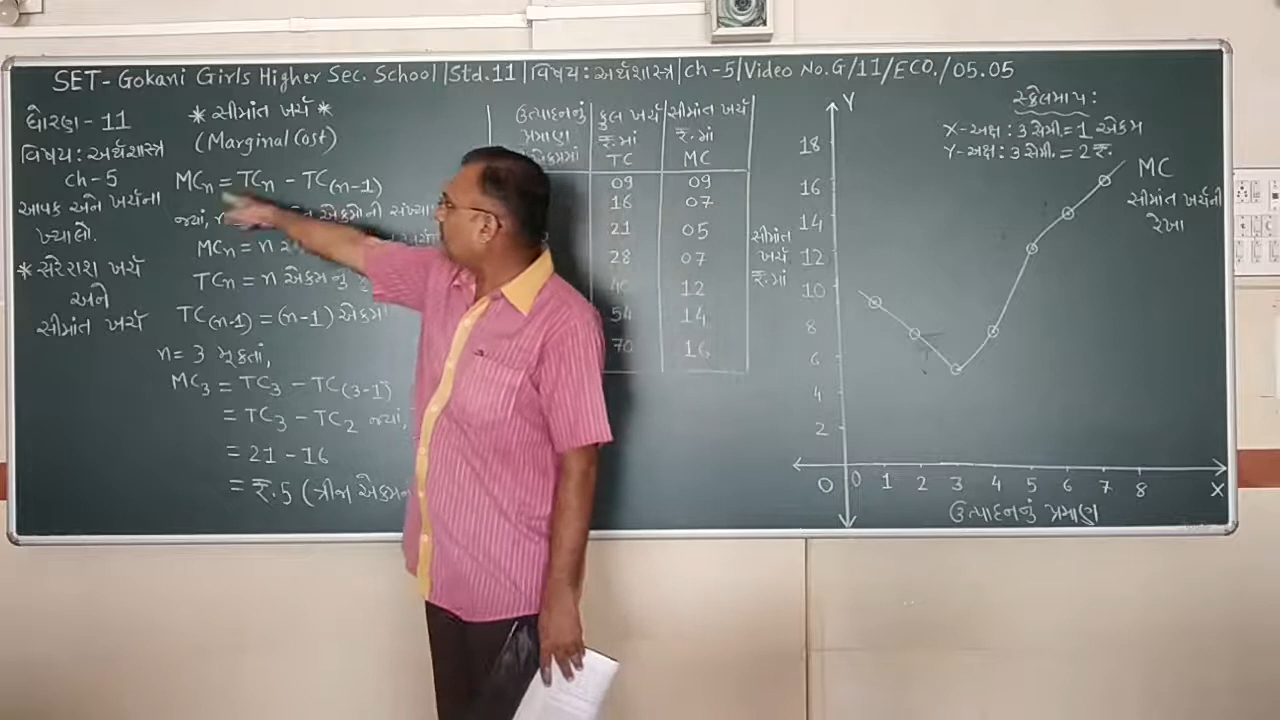 SET- Gokani Girls Higher Sec. School | Std.11 | વિષય : અર્થશાસ્ત્ર | ch-5 | Video No. G/11/ECO./05.05
ધોરણ - 11
વિષય : અર્થશાસ્ત્ર
ch-5
આવક અને ખર્ચના
ખ્યાલો.
* સરેરાશ ખર્ચ
અને
સીમાંત ખર્ચ
* સીમાંત ખર્ચ *
(Marginal Cost)
MCn = TCn - TC(n-1)
જ્યાં, એકમોની સંખ્યા
MCn = n
TCn = n એકમનું
TC(n-1) = (n-1) એકમ
n = 3 મૂકતાં,
MC3 = TC3 - TC(3-1)
= TC3 - TC2 જ્યાં,
= 21 - 16
= ₹.5 (ત્રીજા એકમન
ઉત્પાદનનું પ્રમાણ એકમમાં | કુલ ખર્ચ ₹.માં TC | સીમાંત ખર્ચ ₹.માં MC
09 09
16 07
21 05
28 07
40 12
54 14
70 16
સ્કેલમાપ :
X-અક્ષ : 3 સેમી. = 1 એકમ
Y-અક્ષ : 3 સેમી. = 2 ₹.
Y
18
16
14
12
10
8
6
4
2
સીમાંત
ખર્ચ
₹.માં
MC
સીમાંત ખર્ચની
રેખા
O 0 1 2 3 4 5 6 7 8 X
ઉત્પાદનનું પ્રમાણ